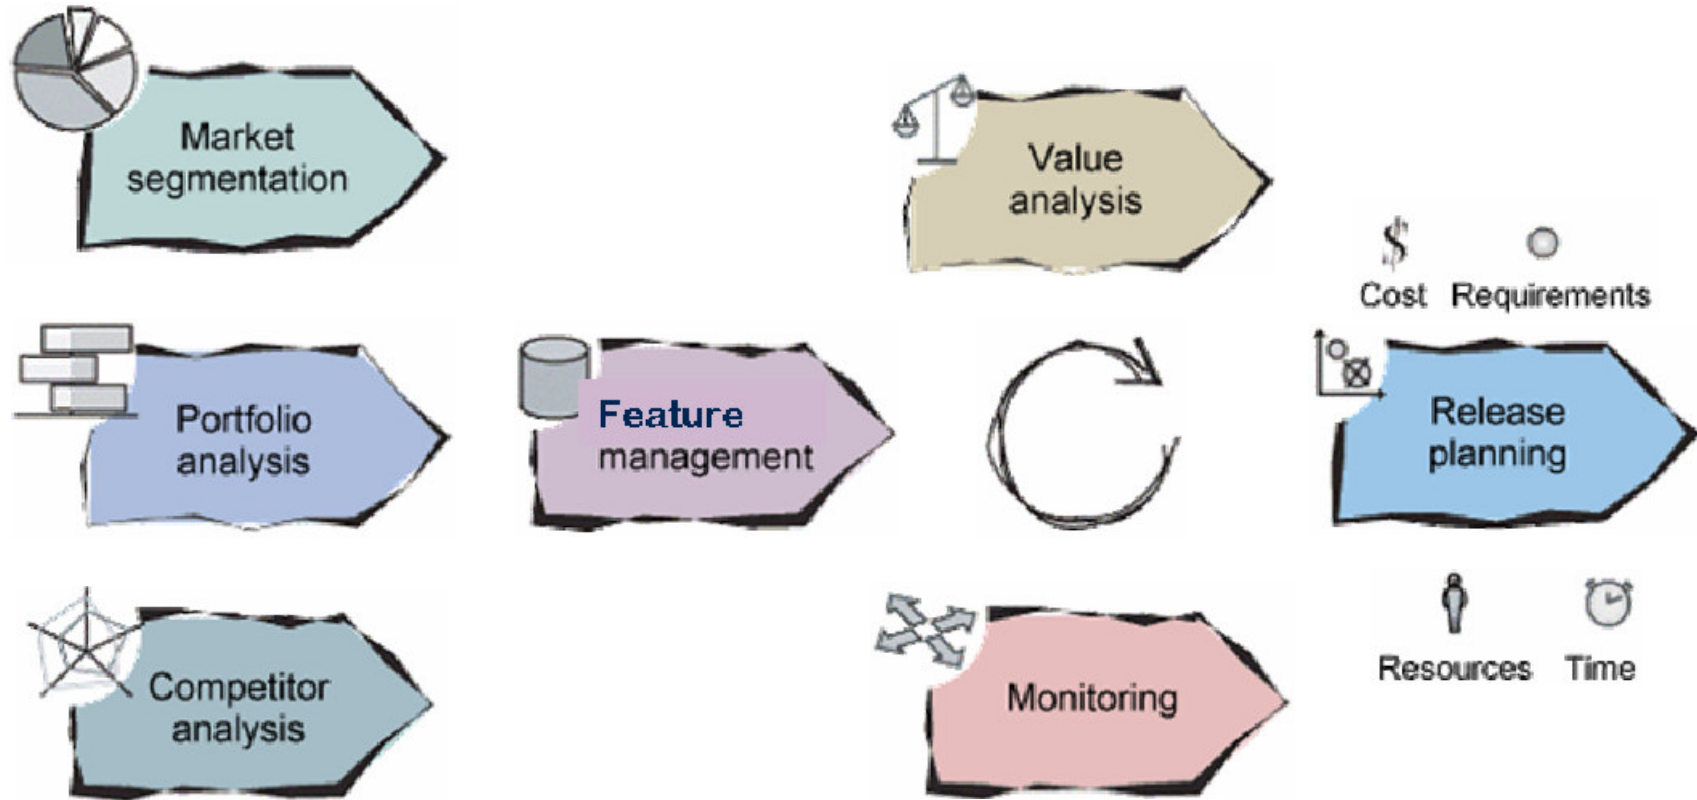 Market
segmentation
Portfolio
analysis
Competitor
analysis
Feature
management
Value
analysis
Monitoring
$
Cost Requirements
Release
planning
Resources Time